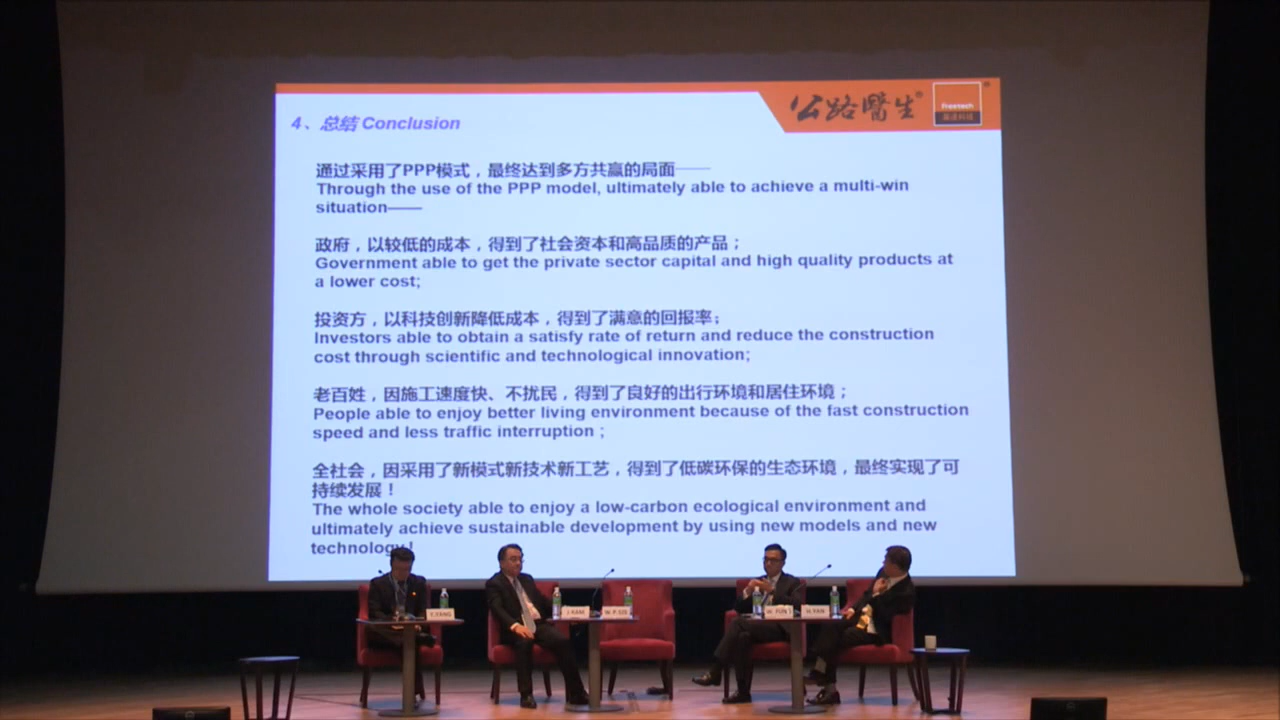 4、总结 Conclusion
公路醫生®
freetech
通过采用了PPP模式，最终达到多方共赢的局面——
Through the use of the PPP model, ultimately able to achieve a multi-win
situation——
政府，以较低的成本，得到了社会资本和高品质的产品；
Government able to get the private sector capital and high quality products at
a lower cost;
投资方，以科技创新降低成本，得到了满意的回报率；
Investors able to obtain a satisfy rate of return and reduce the construction
cost through scientific and technological innovation;
老百姓，因施工速度快、不扰民，得到了良好的出行环境和居住环境；
People able to enjoy better living environment because of the fast construction
speed and less traffic interruption ;
全社会，因采用了新模式新技术新工艺，得到了低碳环保的生态环境，最终实现了可
持续发展！
The whole society able to enjoy a low-carbon ecological environment and
ultimately achieve sustainable development by using new models and new
technology !
W. P. SZE